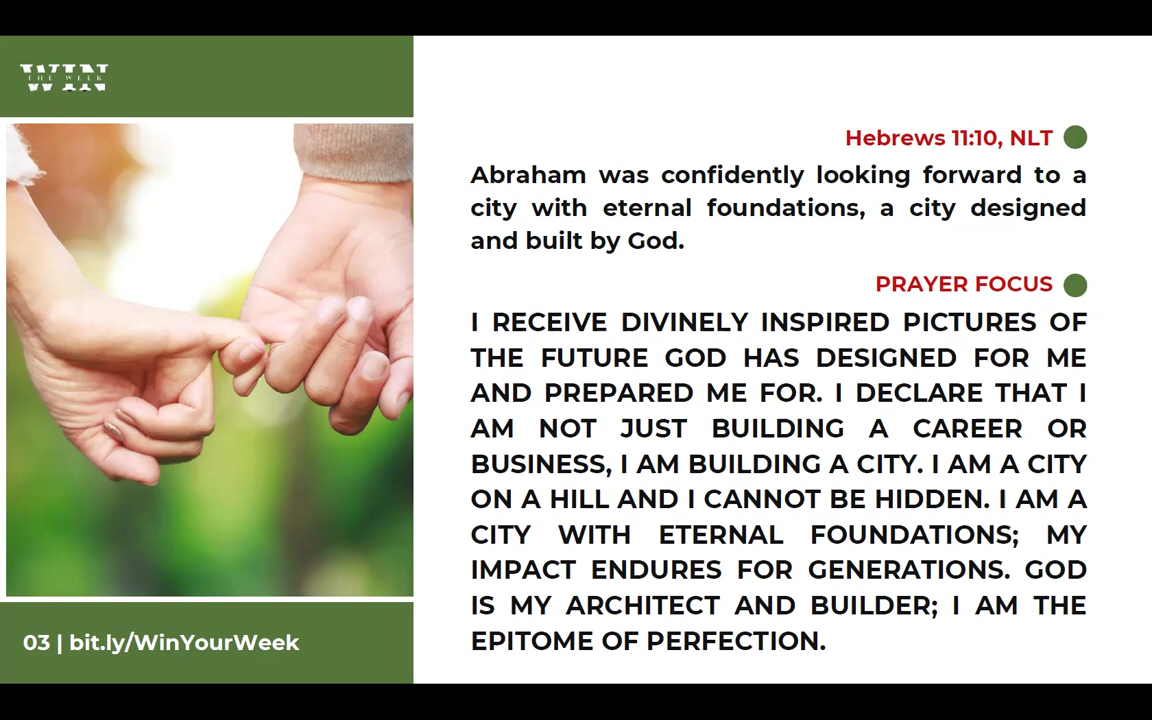 WIN
THE WEEK
Hebrews 11:10, NLT
Abraham was confidently looking forward to a
city with eternal foundations, a city designed
and built by God.
PRAYER FOCUS
I RECEIVE DIVINELY INSPIRED PICTURES OF
THE FUTURE GOD HAS DESIGNED FOR ME
AND PREPARED ME FOR. I DECLARE THAT I
AM NOT JUST BUILDING A CAREER OR
BUSINESS, I AM BUILDING A CITY. I AM A CITY
ON A HILL AND I CANNOT BE HIDDEN. I AM A
CITY WITH ETERNAL FOUNDATIONS; MY
IMPACT ENDURES FOR GENERATIONS. GOD
IS MY ARCHITECT AND BUILDER; I AM THE
EPITOME OF PERFECTION.
03 | bit.ly/WinYourWeek